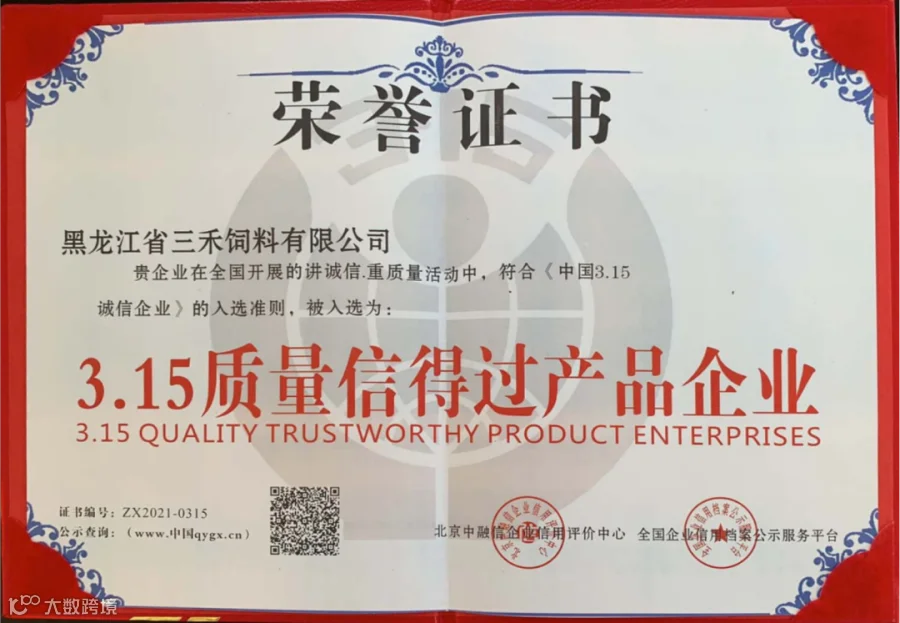 荣誉证书
黑龙江省三禾饲料有限公司
贵企业在全国开展的讲诚信.重质量活动中，符合《中国3.15
诚信企业》的入选准则，被入选为：
3.15质量信得过产品企业
3.15 QUALITY TRUSTWORTHY PRODUCT ENTERPRISES
证书编号：ZX2021-0315
公示查询：（www.中国qygx.cn）
北京中融信企业信用评价中心 全国企业信用档案公示服务平台
大数跨境